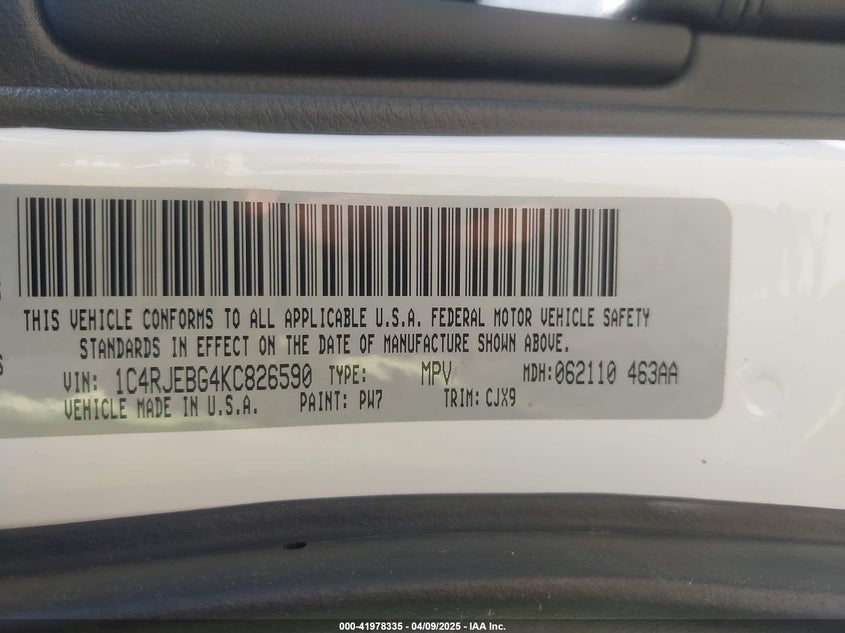 THIS VEHICLE CONFORMS TO ALL APPLICABLE U.S.A. FEDERAL MOTOR VEHICLE SAFETY
STANDARDS IN EFFECT ON THE DATE OF MANUFACTURE SHOWN ABOVE.
VIN: 1C4RJEBG4KC826590 TYPE: MPV MDH:062110 463AA
VEHICLE MADE IN U.S.A. PAINT: PW7 TRIM: CJX9
000-41978335 - 04/09/2025 - IAA Inc.